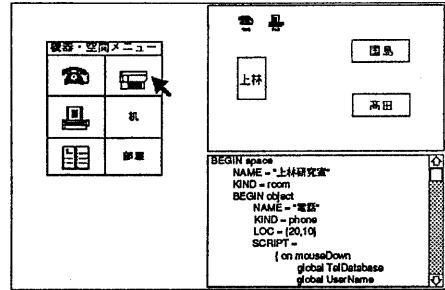 機器・空間メニュー
机
部屋
上林
国島
高田
BEGIN space
NAME = "上林研究室"
KIND = room
BEGIN object
NAME = "電話"
KIND = phone
LOC = {20,10}
SCRIPT =
{ on mouseDown
global TelDatabase
global UserName